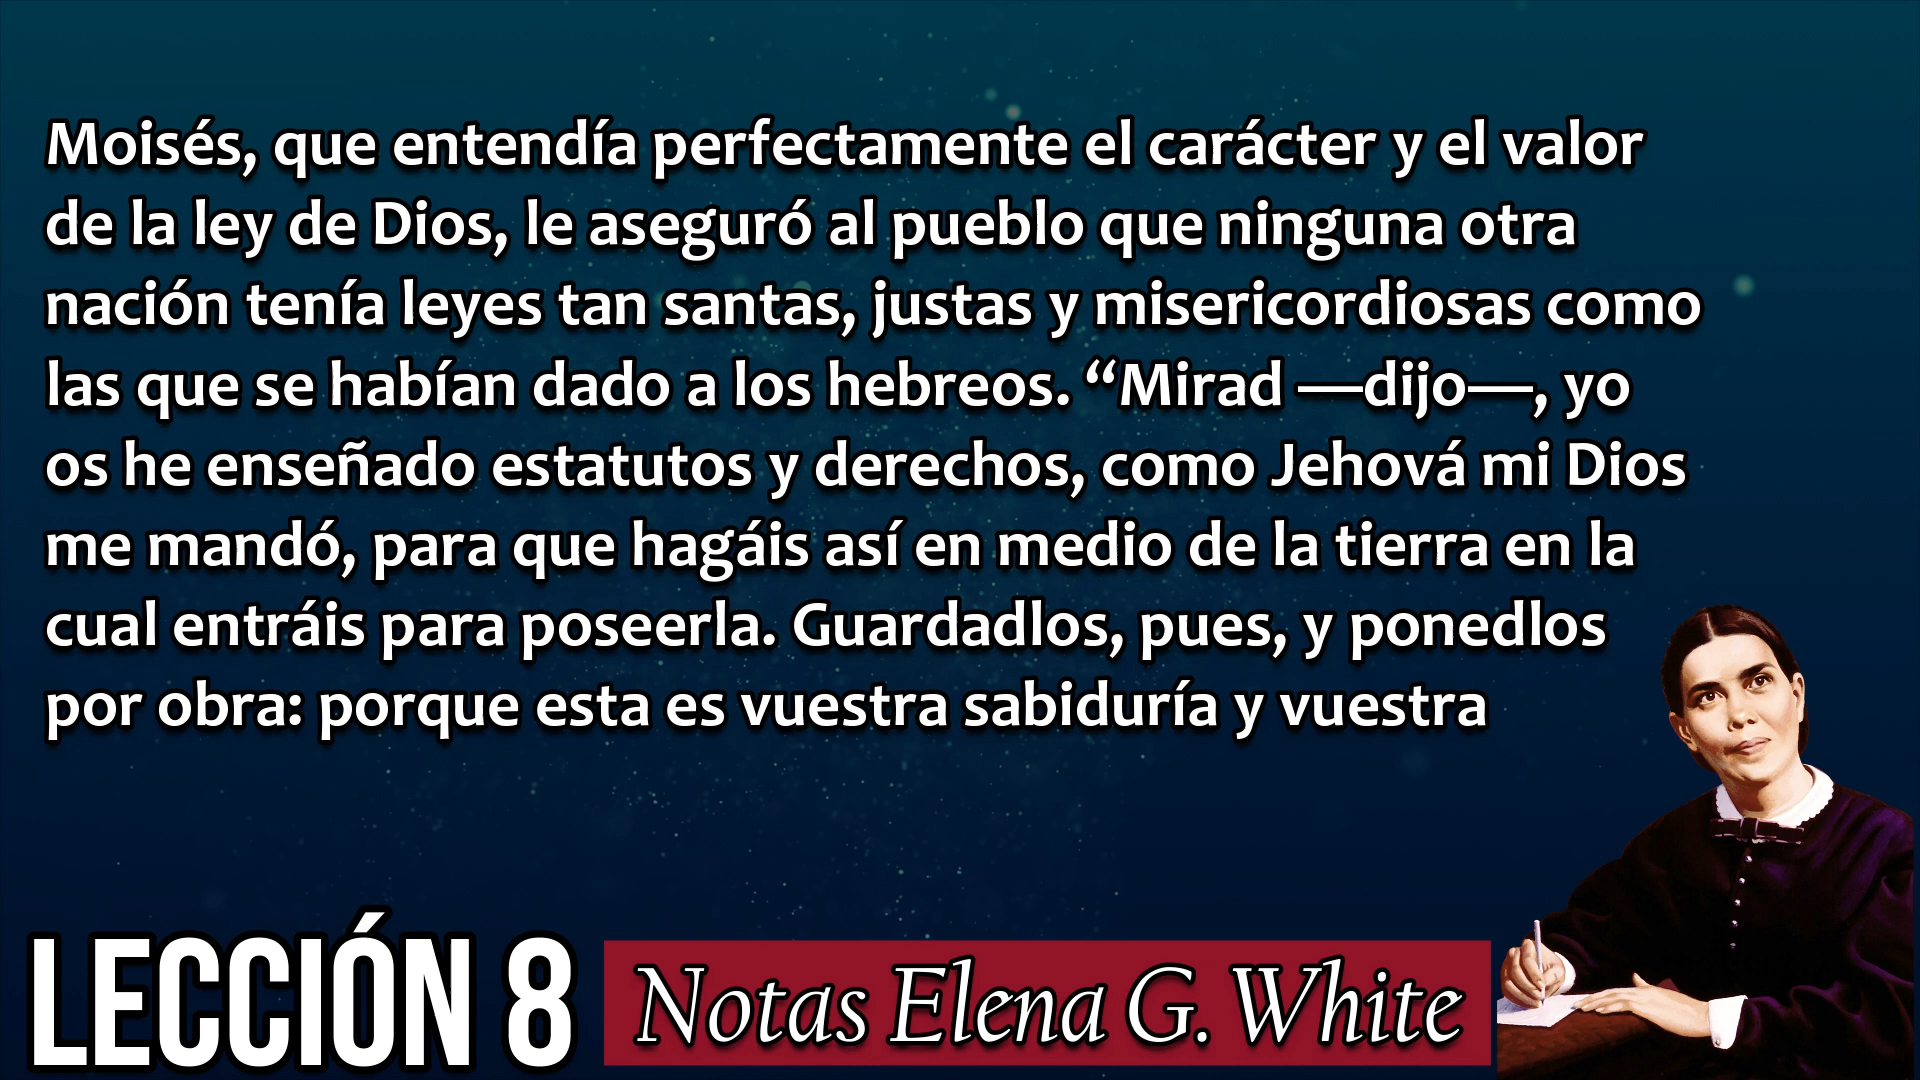 Moisés, que entendía perfectamente el carácter y el valor
de la ley de Dios, le aseguró al pueblo que ninguna otra
nación tenía leyes tan santas, justas y misericordiosas como
las que se habían dado a los hebreos. “Mirad —dijo—, yo
os he enseñado estatutos y derechos, como Jehová mi Dios
me mandó, para que hagáis así en medio de la tierra en la
cual entráis para poseerla. Guardadlos, pues, y ponedlos
por obra: porque esta es vuestra sabiduría y vuestra
LECCIÓN 8
Notas Elena G. White